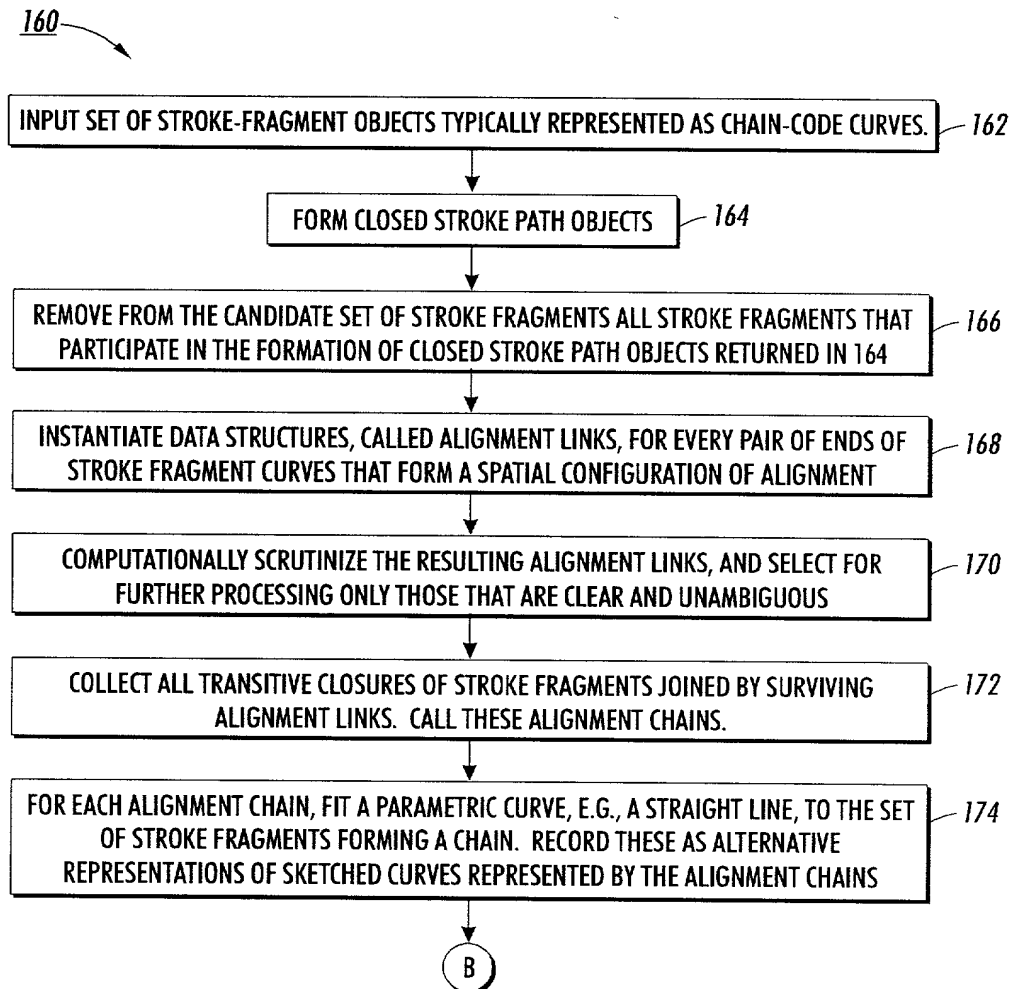 160
INPUT SET OF STROKE-FRAGMENT OBJECTS TYPICALLY REPRESENTED AS CHAIN-CODE CURVES.
162
FORM CLOSED STROKE PATH OBJECTS
164
REMOVE FROM THE CANDIDATE SET OF STROKE FRAGMENTS ALL STROKE FRAGMENTS THAT
PARTICIPATE IN THE FORMATION OF CLOSED STROKE PATH OBJECTS RETURNED IN 164
166
INSTANTIATE DATA STRUCTURES, CALLED ALIGNMENT LINKS, FOR EVERY PAIR OF ENDS OF
STROKE FRAGMENT CURVES THAT FORM A SPATIAL CONFIGURATION OF ALIGNMENT
168
COMPUTATIONALLY SCRUTINIZE THE RESULTING ALIGNMENT LINKS, AND SELECT FOR
FURTHER PROCESSING ONLY THOSE THAT ARE CLEAR AND UNAMBIGUOUS
170
COLLECT ALL TRANSITIVE CLOSURES OF STROKE FRAGMENTS JOINED BY SURVIVING
ALIGNMENT LINKS. CALL THESE ALIGNMENT CHAINS.
172
FOR EACH ALIGNMENT CHAIN, FIT A PARAMETRIC CURVE, E.G., A STRAIGHT LINE, TO THE SET
OF STROKE FRAGMENTS FORMING A CHAIN. RECORD THESE AS ALTERNATIVE
REPRESENTATIONS OF SKETCHED CURVES REPRESENTED BY THE ALIGNMENT CHAINS
174
B